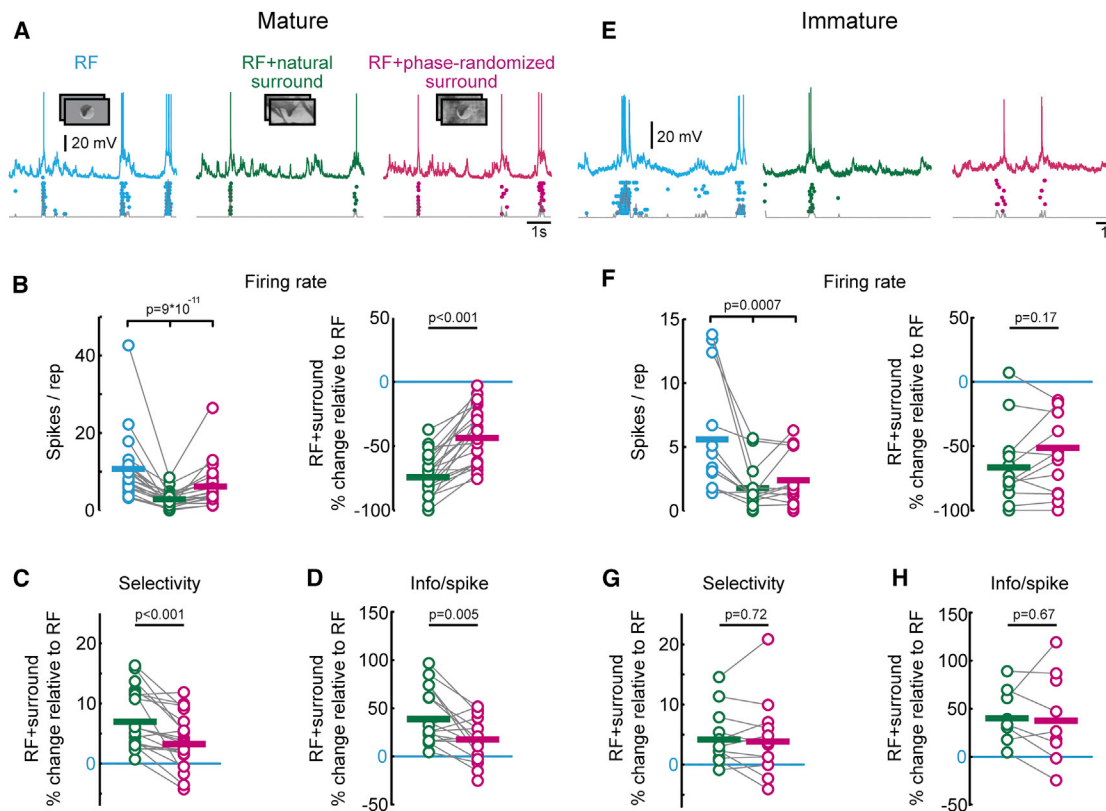 Mature
Immature
A
RF
RF+natural
surround
RF+phase-randomized
surround
20 mV
1s
E
20 mV
1
B
Firing rate
p=9*10-11
Spikes / rep
40
20
0
p<0.001
RF+surround
% change relative to RF
50
0
-50
-100
F
Firing rate
p=0.0007
Spikes / rep
15
10
5
0
p=0.17
RF+surround
% change relative to RF
50
0
-50
-100
C
Selectivity
p<0.001
RF+surround
% change relative to RF
20
10
0
D
Info/spike
p=0.005
RF+surround
% change relative to RF
150
100
50
0
-50
G
Selectivity
p=0.72
RF+surround
% change relative to RF
20
10
0
H
Info/spike
p=0.67
RF+surround
% change relative to RF
150
100
50
0
-50